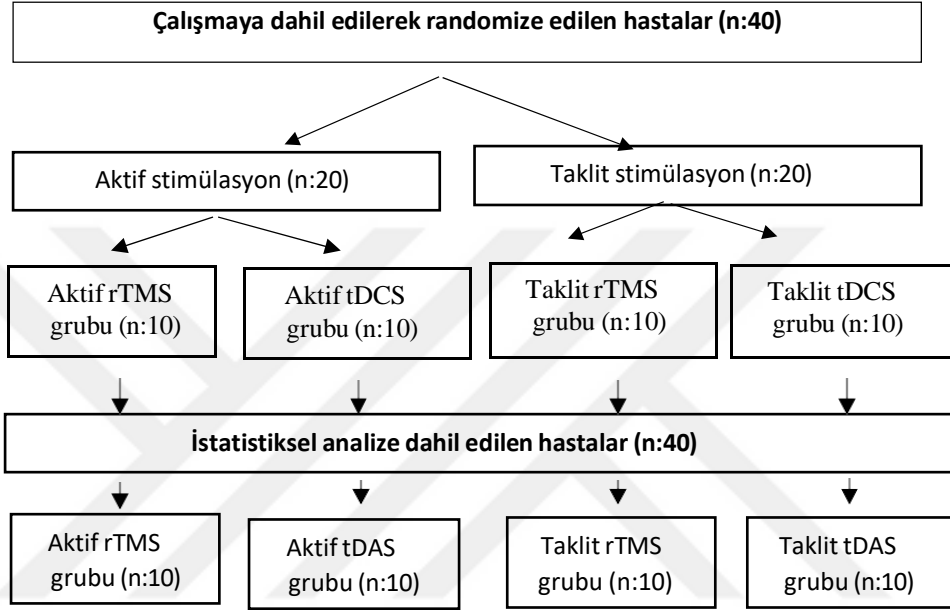 Çalışmaya dahil edilerek randomize edilen hastalar (n:40)
Aktif stimülasyon (n:20)
Taklit stimülasyon (n:20)
Aktif rTMS
grubu (n:10)
Aktif tDCS
grubu (n:10)
Taklit rTMS
grubu (n:10)
Taklit tDCS
grubu (n:10)
İstatistiksel analize dahil edilen hastalar (n:40)
Aktif rTMS
grubu (n:10)
Aktif tDAS
grubu (n:10)
Taklit rTMS
grubu (n:10)
Taklit tDAS
grubu (n:10)